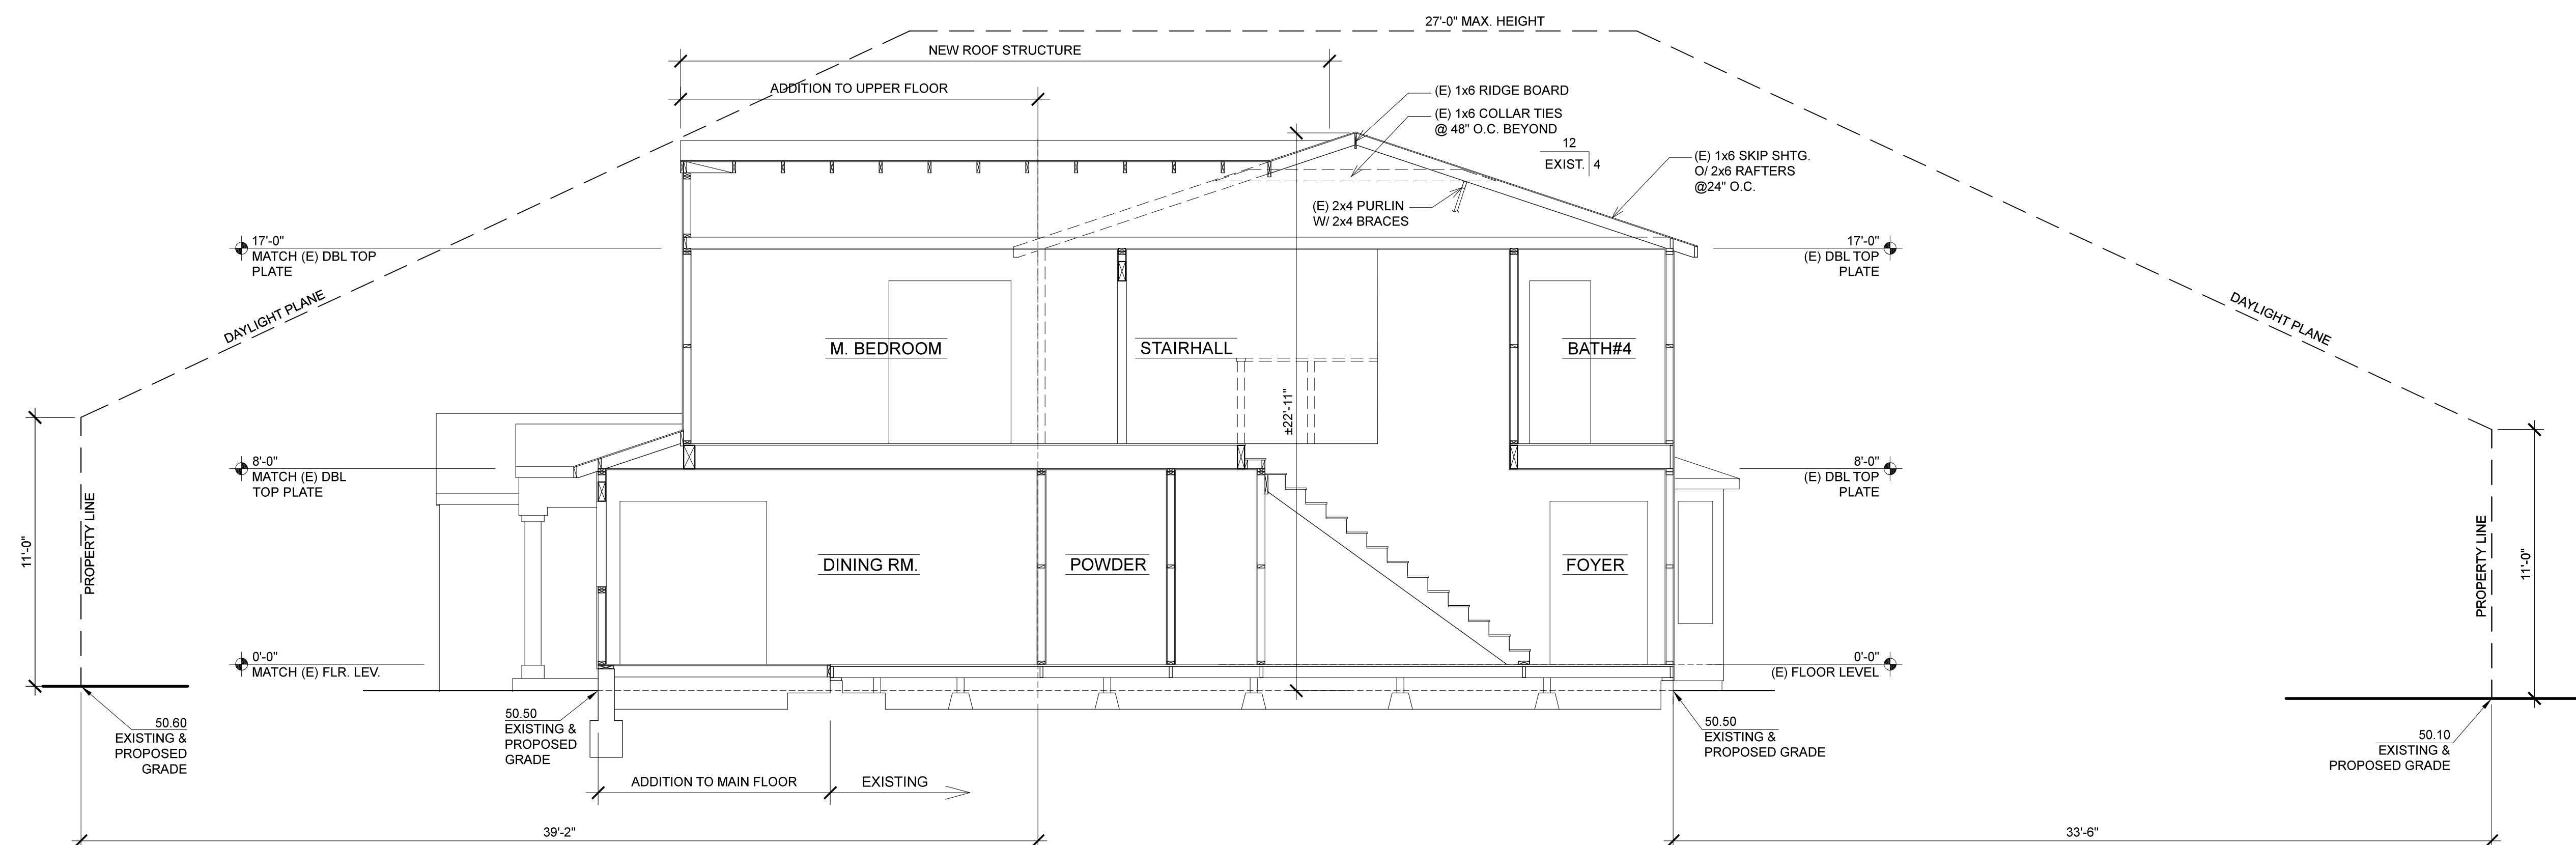 27'-0" MAX. HEIGHT
NEW ROOF STRUCTURE
ADDITION TO UPPER FLOOR
(E) 1x6 RIDGE BOARD
(E) 1x6 COLLAR TIES
@ 48" O.C. BEYOND
12
EXIST. 4
(E) 1x6 SKIP SHTG.
O/ 2x6 RAFTERS
@24" O.C.
(E) 2x4 PURLIN
W/ 2x4 BRACES
17'-0"
MATCH (E) DBL TOP
PLATE
17'-0"
(E) DBL TOP
PLATE
DAYLIGHT PLANE
DAYLIGHT PLANE
M. BEDROOM
STAIRHALL
BATH#4
±22'-11"
8'-0"
MATCH (E) DBL
TOP PLATE
8'-0"
(E) DBL TOP
PLATE
11'-0"
PROPERTY LINE
DINING RM.
POWDER
FOYER
PROPERTY LINE
11'-0"
0'-0"
MATCH (E) FLR. LEV.
0'-0"
(E) FLOOR LEVEL
50.60
EXISTING &
PROPOSED
GRADE
50.50
EXISTING &
PROPOSED
GRADE
50.50
EXISTING &
PROPOSED GRADE
50.10
EXISTING &
PROPOSED GRADE
ADDITION TO MAIN FLOOR
EXISTING
39'-2"
33'-6"